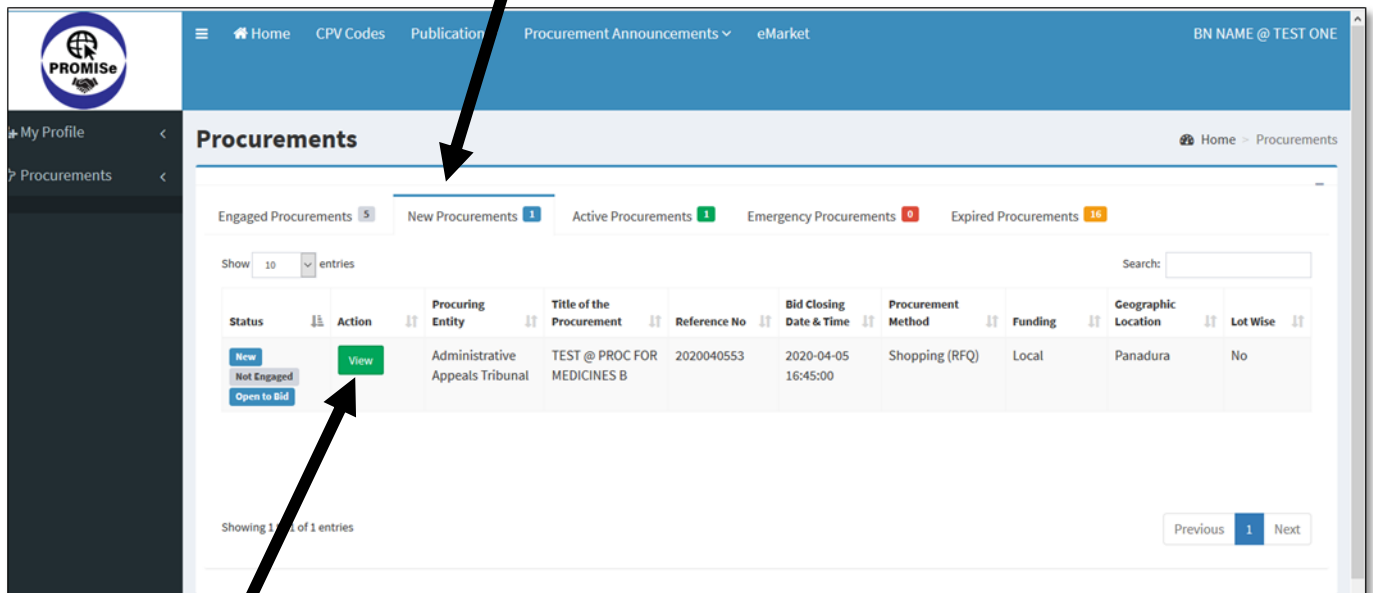 PROMISe
Home CPV Codes Publication Procurement Announcements eMarket BN NAME @ TEST ONE
My Profile
Procurements
Procurements
Home > Procurements
Engaged Procurements 5 New Procurements 1 Active Procurements 1 Emergency Procurements 0 Expired Procurements 16
Show 10 entries Search:
Status Action Procuring Entity Title of the Procurement Reference No Bid Closing Date & Time Procurement Method Funding Geographic Location Lot Wise
New
Not Engaged
Open to Bid
View
Administrative
Appeals Tribunal
TEST @ PROC FOR
MEDICINES B
2020040553
2020-04-05
16:45:00
Shopping (RFQ)
Local
Panadura
No
Showing 1 of 1 entries
Previous 1 Next